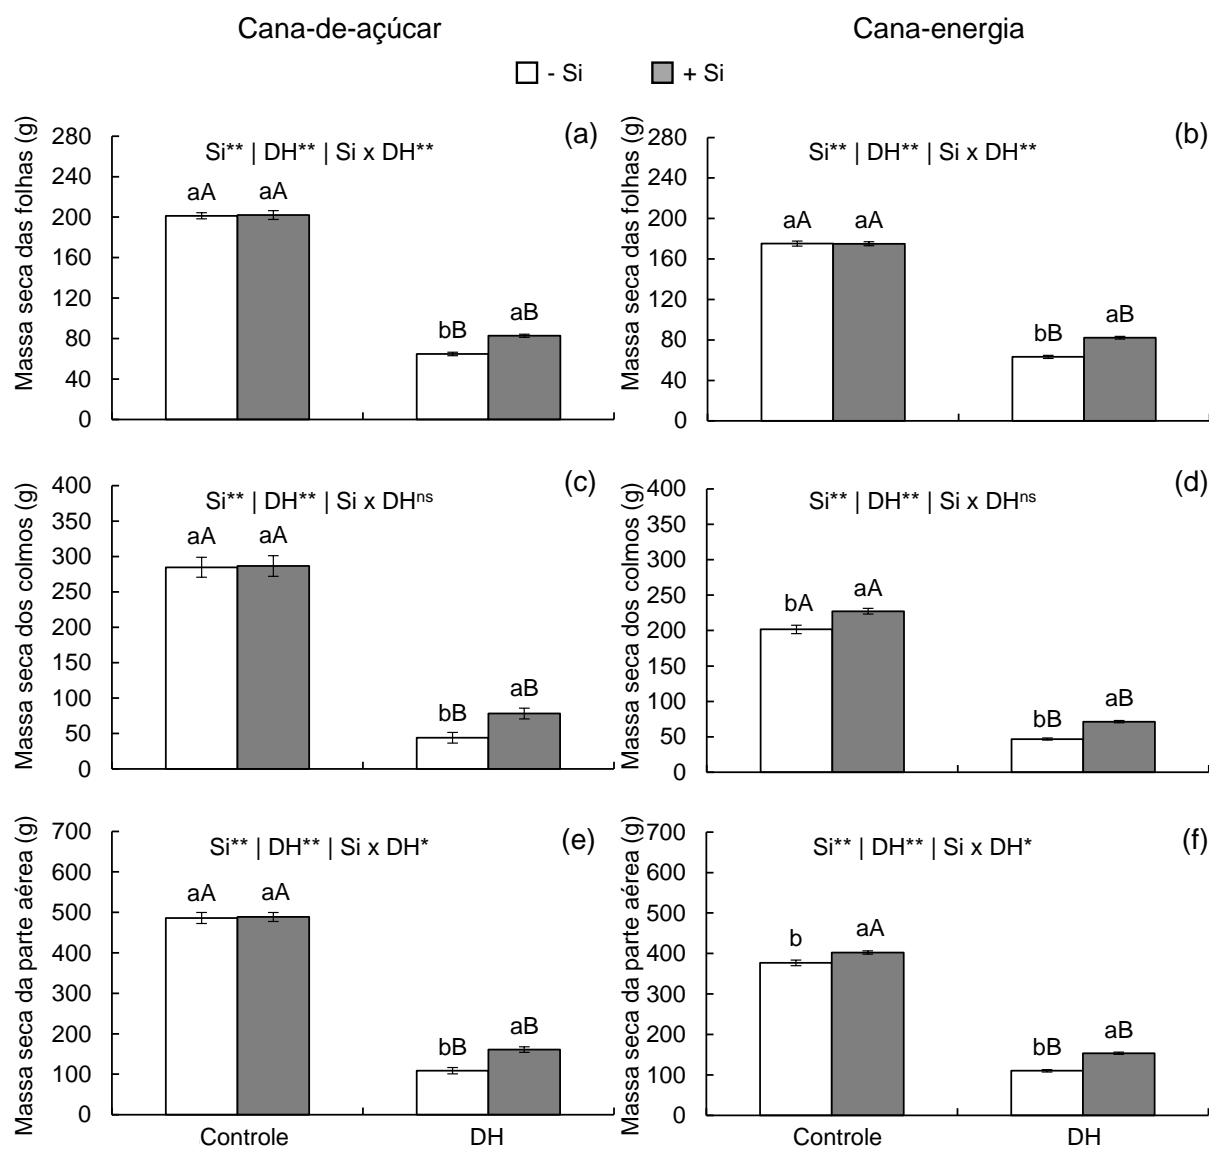 Cana-de-açúcar
Cana-energia
- Si
+ Si
Massa seca das folhas (g)
280
240
200
160
120
80
40
0
Si** | DH** | Si x DH**
(a)
aA
aA
bB
aB
Massa seca das folhas (g)
280
240
200
160
120
80
40
0
Si** | DH** | Si x DH**
(b)
aA
aA
bB
aB
Massa seca dos colmos (g)
400
350
300
250
200
150
100
50
0
Si** | DH** | Si x DHⁿˢ
(c)
aA
aA
bB
aB
Massa seca dos colmos (g)
400
350
300
250
200
150
100
50
0
Si** | DH** | Si x DHⁿˢ
(d)
bA
aA
bB
aB
Massa seca da parte aérea (g)
700
600
500
400
300
200
100
0
Si** | DH** | Si x DH*
(e)
aA
aA
bB
aB
Controle
DH
Massa seca da parte aérea (g)
700
600
500
400
300
200
100
0
Si** | DH** | Si x DH*
(f)
b
aA
bB
aB
Controle
DH